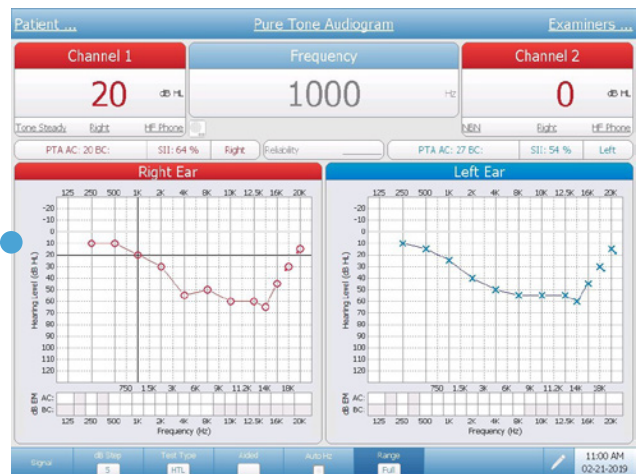 Patient ... Pure Tone Audiogram Examiners ...
Channel 1 Frequency Channel 2
20 dB HL 1000 Hz 0 dB HL
Tone Steady Right HF Phone NBN Right HF Phone
PTA AC: 20 BC: SII: 64 % Right Reliability PTA AC: 27 BC: SII: 54 % Left
Right Ear Left Ear
125 250 500 1K 2K 4K 8K 10K 12.5K 16K 20K 125 250 500 1K 2K 4K 8K 10K 12.5K 16K 20K
-20 -20
-10 -10
0 0
10 10
20 20
30 30
40 40
50 50
60 60
70 70
80 80
90 90
100 100
110 110
120 120
Hearing Level (dB HL) Hearing Level (dB HL)
750 1.5K 3K 6K 9K 11.2K 14K 18K 750 1.5K 3K 6K 9K 11.2K 14K 18K
dB EM AC: dB EM AC:
BC: BC:
125 250 500 1K 2K 4K 8K 10K 12.5K 16K 20K 125 250 500 1K 2K 4K 8K 10K 12.5K 16K 20K
Frequency (Hz) Frequency (Hz)
Signal dB Step Test Type Aided Auto Hz Range 11:00 AM
5 HTL Full 02-21-2019